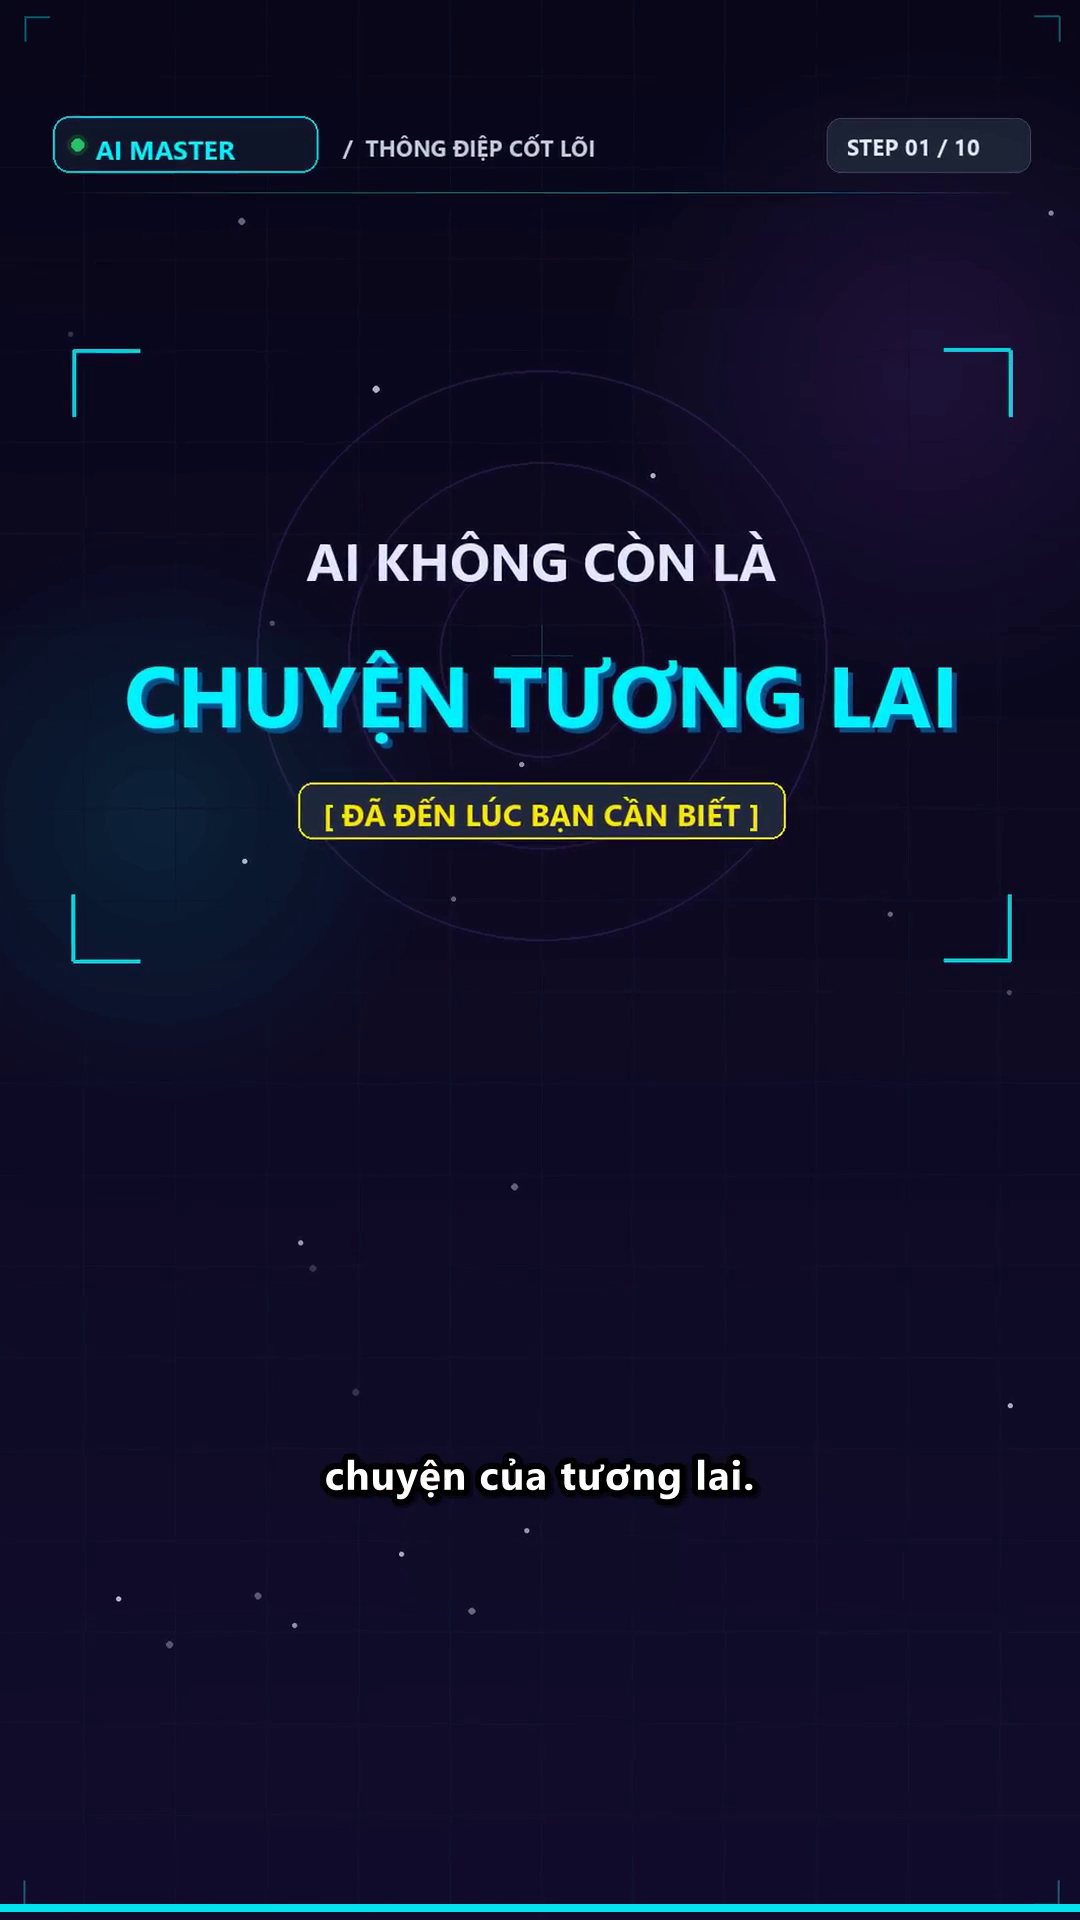 AI MASTER / THÔNG ĐIỆP CỐT LÕI STEP 01 / 10
AI KHÔNG CÒN LÀ
CHUYỆN TƯƠNG LAI
[ ĐÃ ĐẾN LÚC BẠN CẦN BIẾT ]
chuyện của tương lai.